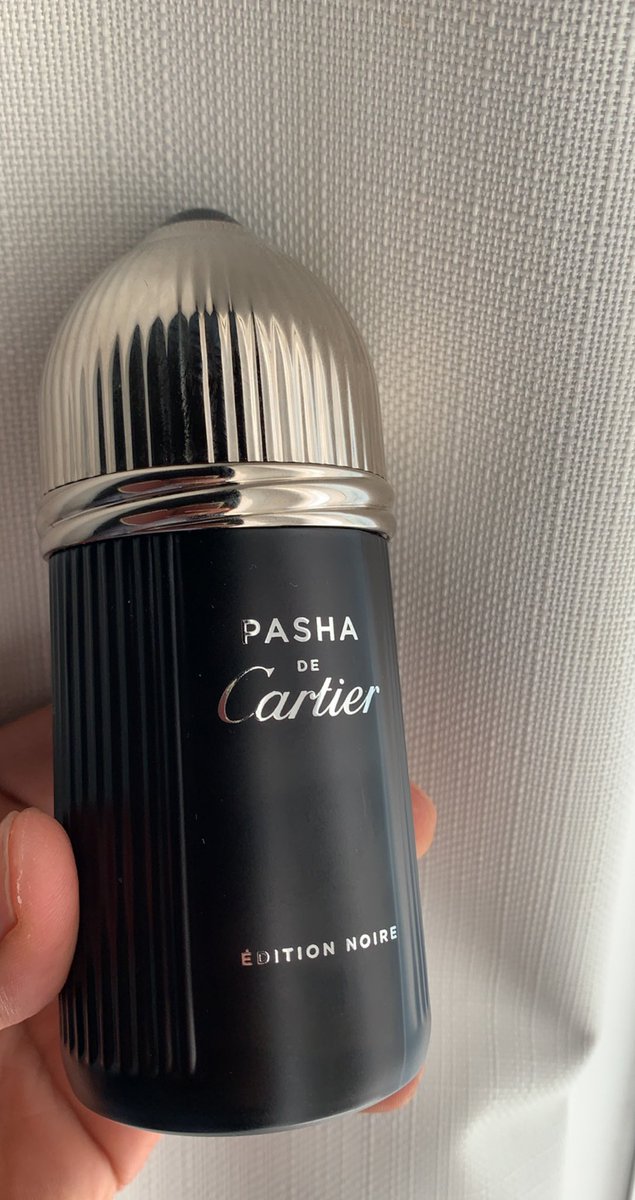 PASHA
DE
Cartier
ÉDITION NOIRE